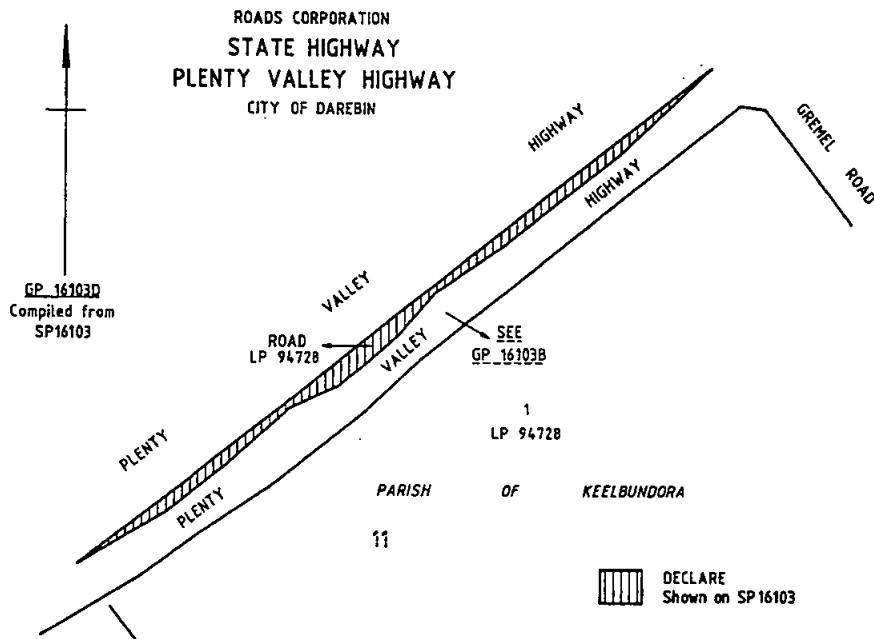 ROADS CORPORATION
STATE HIGHWAY
PLENTY VALLEY HIGHWAY
CITY OF DAREBIN
HIGHWAY
GREMEL ROAD
HIGHWAY
GP 16103D
Compiled from
SP16103
VALLEY
ROAD
LP 94728
VALLEY
SEE
GP 16103B
1
LP 94728
PLENTY
PLENTY
PARISH OF KEELBUNDORA
11
DECLARE
Shown on SP16103